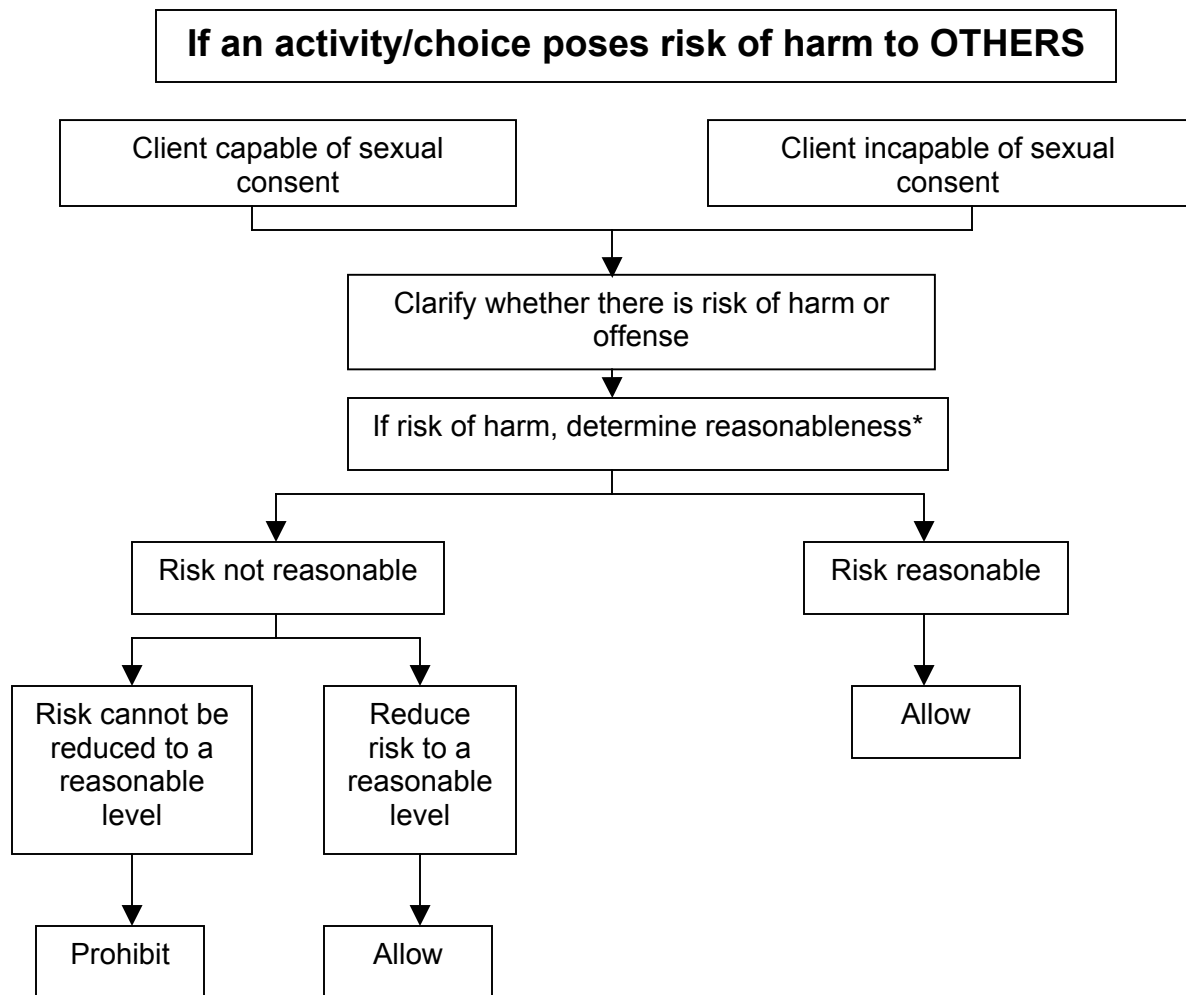 If an activity/choice poses risk of harm to OTHERS
Client capable of sexual
consent
Client incapable of sexual
consent
Clarify whether there is risk of harm or
offense
If risk of harm, determine reasonableness*
Risk not reasonable
Risk reasonable
Risk cannot be
reduced to a
reasonable
level
Reduce
risk to a
reasonable
level
Allow
Prohibit
Allow